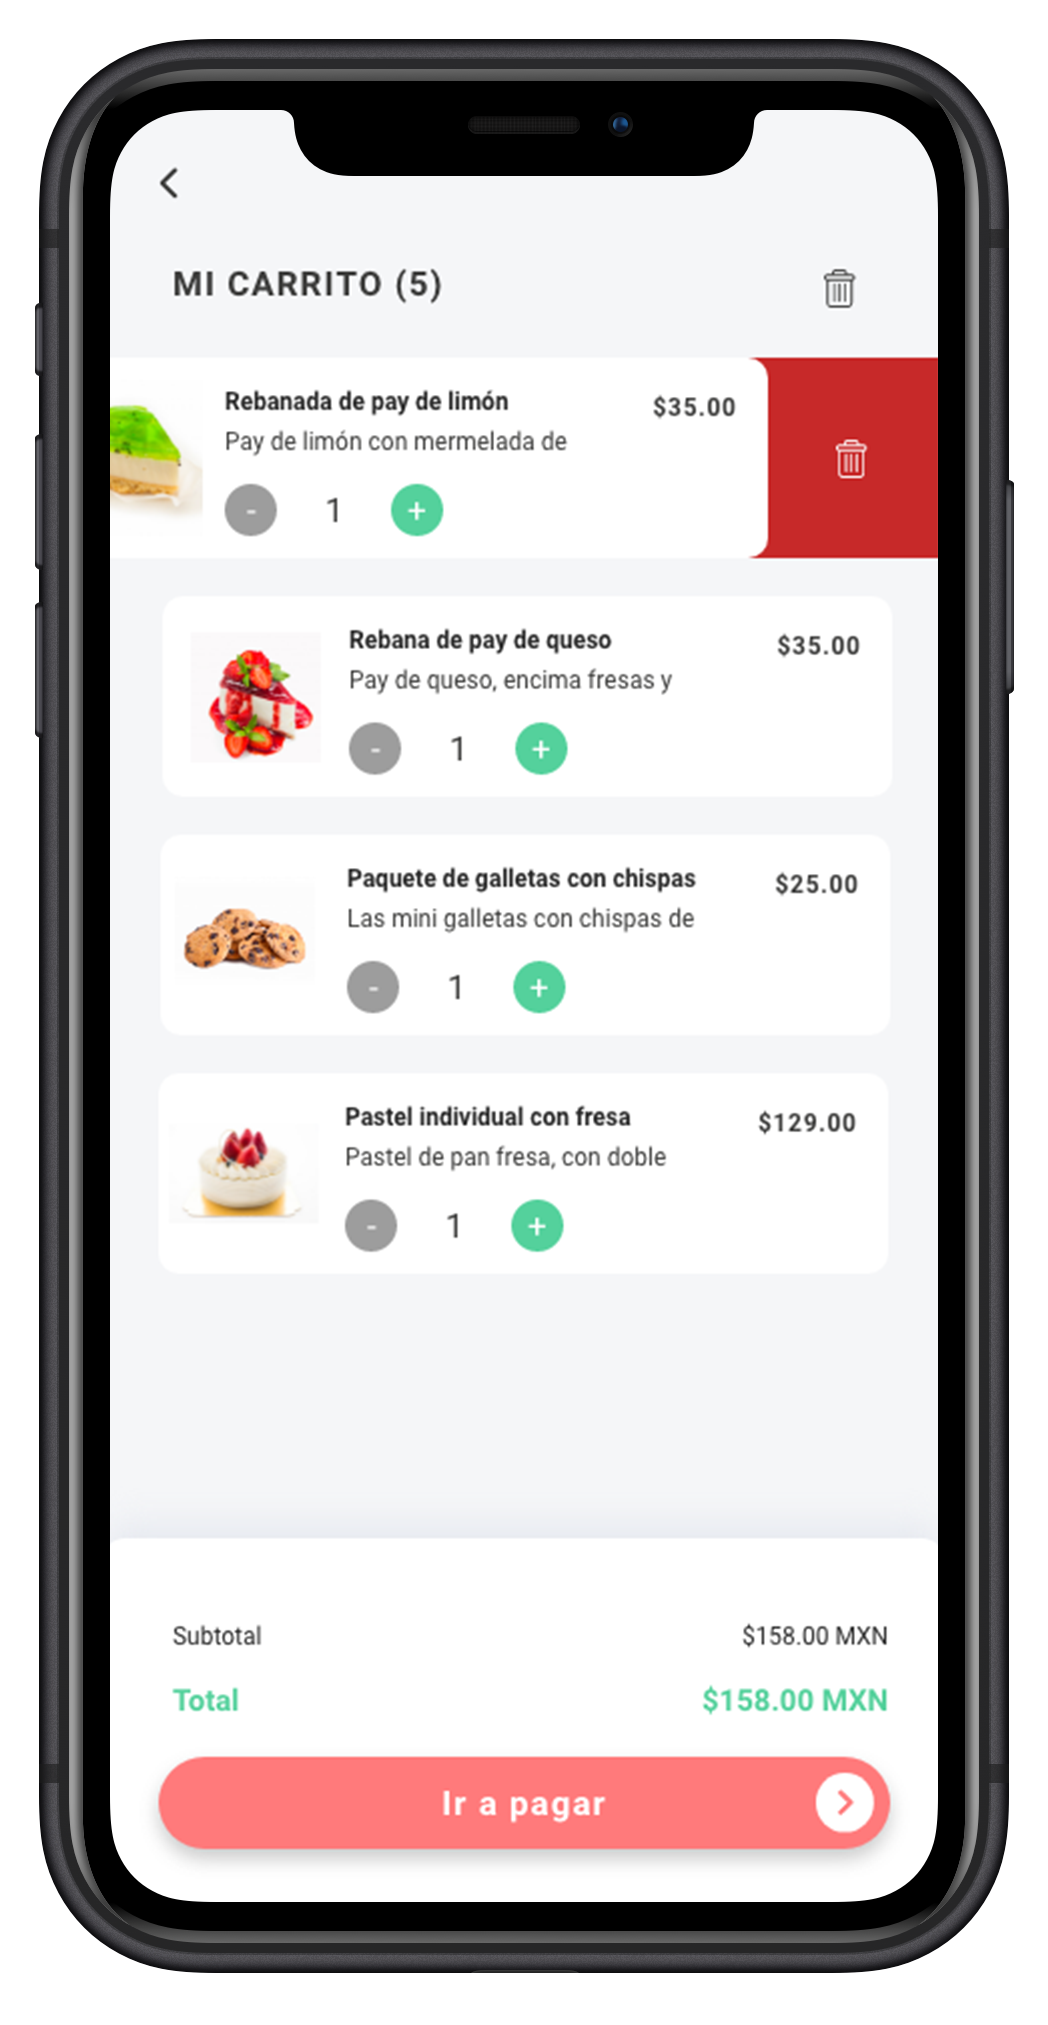 MI CARRITO (5)
Rebanada de pay de limón
$35.00
Pay de limón con mermelada de
- 1 +
Rebana de pay de queso
$35.00
Pay de queso, encima fresas y
- 1 +
Paquete de galletas con chispas
$25.00
Las mini galletas con chispas de
- 1 +
Pastel individual con fresa
$129.00
Pastel de pan fresa, con doble
- 1 +
Subtotal
$158.00 MXN
Total
$158.00 MXN
Ir a pagar